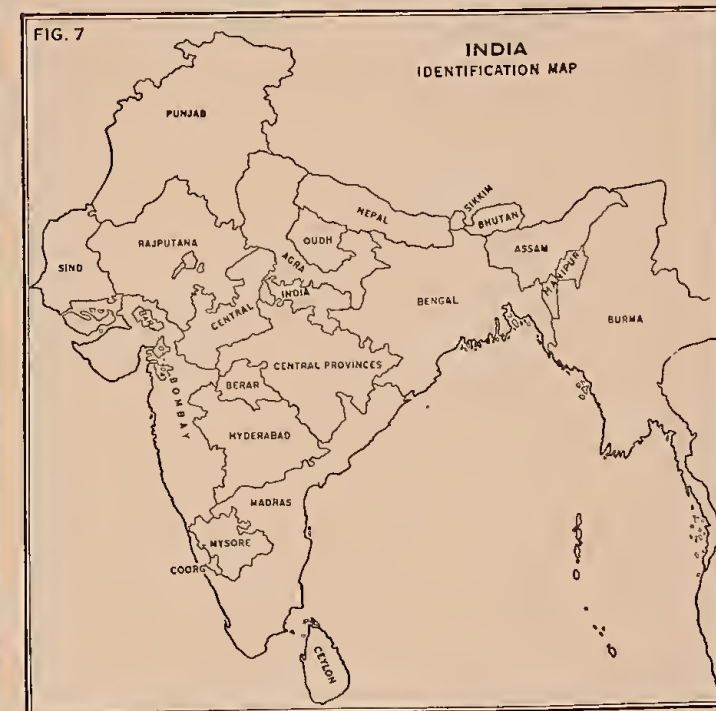 FIG. 7
INDIA
IDENTIFICATION MAP
PUNJAB
SIKKIM
NEPAL
BHUTAN
RAJPUTANA
OUDH
ASSAM
SIND
AGRA
MANIPUR
INDIA
BENGAL
BAR
CENTRAL
BURMA
CENTRAL PROVINCES
BERAR
BOMBAY
HYDERABAD
MADRAS
MYSORE
COORG
CEYLON